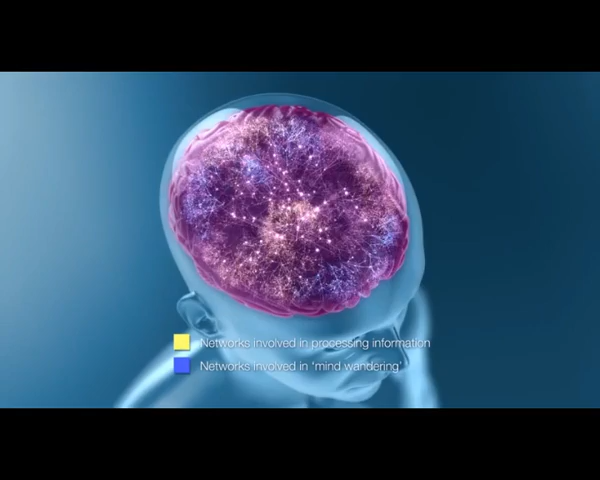 Networks involved in processing information
Networks involved in 'mind wandering'